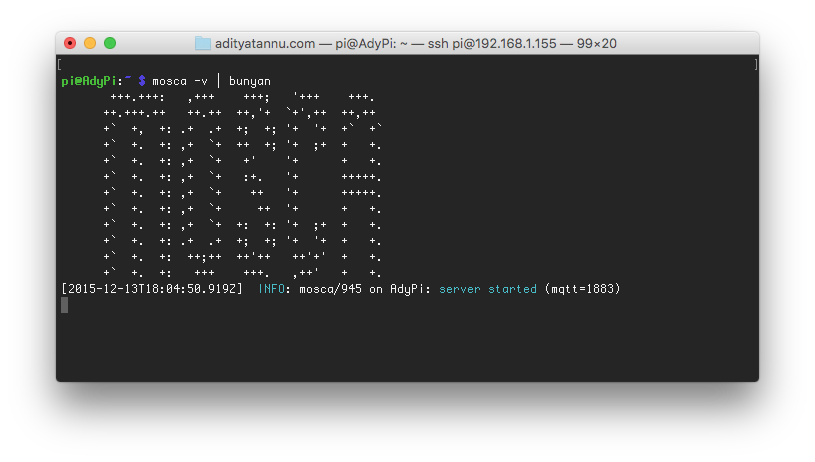 adityatannu.com — pi@AdyPi: ~ — ssh pi@192.168.1.155 — 99×20
[ ]
pi@AdyPi:~ $ mosca -v | bunyan
       +++.+++:   ,+++    +++;   '+++    +++.
      ++.+++.++   ++.++  ++,'+  `+',++  ++,++
      +`  +,  +: .+  .+  +;  +; '+  '+  +`  +`
      +`  +.  +: ,+  `+  ++  +; '+  ;+  +   +.
      +`  +.  +: ,+  `+   +'    '+      +   +.
      +`  +.  +: ,+  `+   :+.   '+      +++++.
      +`  +.  +: ,+  `+    ++   '+      +++++.
      +`  +.  +: ,+  `+     ++  '+      +   +.
      +`  +.  +: ,+  `+  +:  +: '+  ;+  +   +.
      +`  +.  +: .+  .+  +;  +; '+  '+  +   +.
      +`  +.  +:  ++;++  ++'++   ++'+'  +   +.
      +`  +.  +:   +++    +++.   ,++'   +   +.
[2015-12-13T18:04:50.919Z]  INFO: mosca/945 on AdyPi: server started (mqtt=1883)